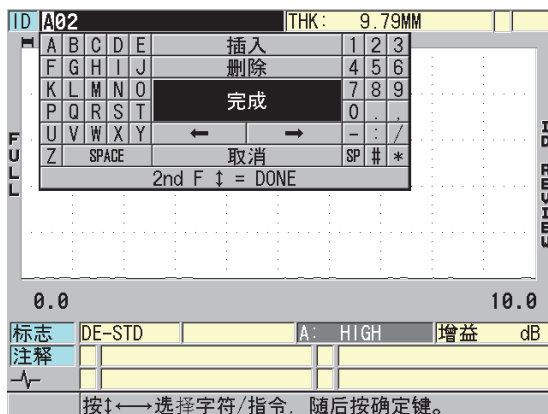 ID A02 THK: 9.79MM
A B C D E 插入 1 2 3
F G H I J 删除 4 5 6
K L M N O 完成 7 8 9
P Q R S T 0 . ,
U V W X Y ← → - : /
Z SPACE 取消 SP # *
2nd F ↕ = DONE
FULL
ID REVIEW
0.0 10.0
标志 DE-STD A: HIGH 增益 dB
注释
按↕←→选择字符/指令, 随后按确定键。